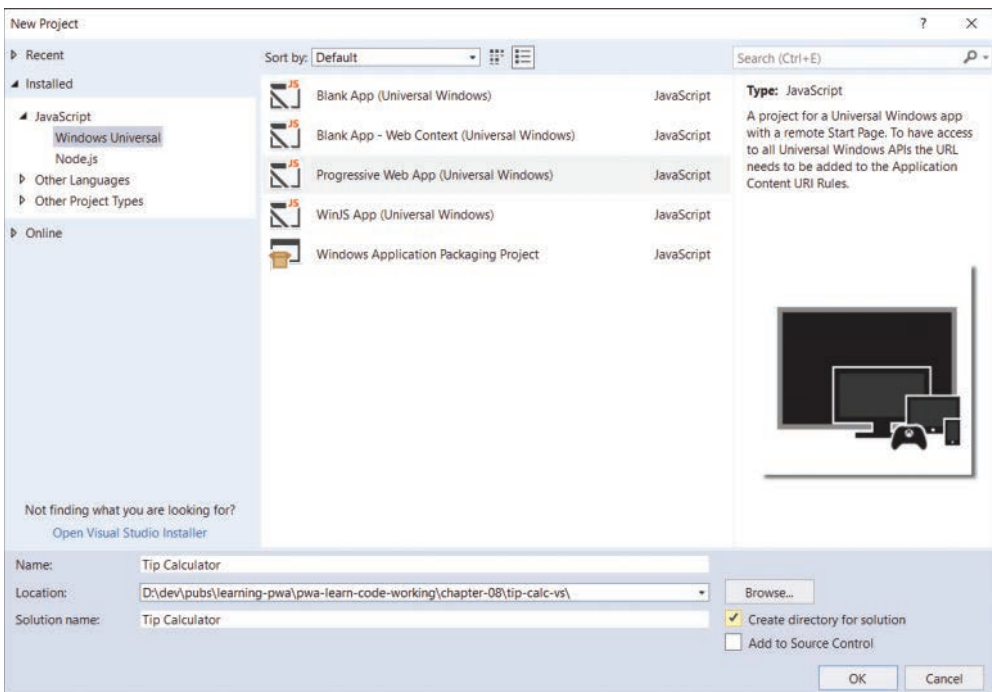 New Project
? ×
Recent
Installed
JavaScript
Windows Universal
Node.js
Other Languages
Other Project Types
Online
Not finding what you are looking for?
Open Visual Studio Installer
Sort by: Default
JS
Blank App (Universal Windows) JavaScript
JS
Blank App - Web Context (Universal Windows) JavaScript
JS
Progressive Web App (Universal Windows) JavaScript
JS
WinJS App (Universal Windows) JavaScript
Windows Application Packaging Project JavaScript
Search (Ctrl+E)
Type: JavaScript
A project for a Universal Windows app
with a remote Start Page. To have access
to all Universal Windows APIs the URL
needs to be added to the Application
Content URI Rules.
Name: Tip Calculator
Location: D:\dev\pubs\learning-pwa\pwa-learn-code-working\chapter-08\tip-calc-vs\
Browse...
Solution name: Tip Calculator
Create directory for solution
Add to Source Control
OK Cancel